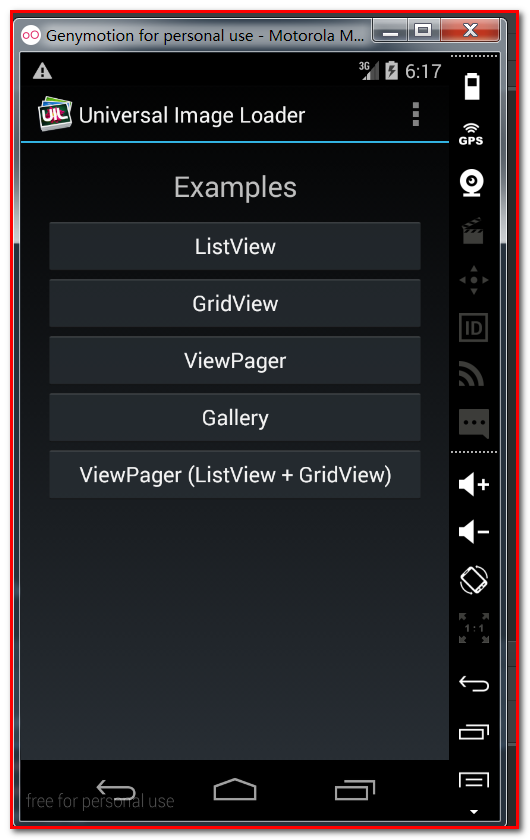 Genymotion for personal use - Motorola M...
3G 6:17
UIL Universal Image Loader
GPS
Examples
ListView
GridView
ViewPager
Gallery
ViewPager (ListView + GridView)
ID
1:1
free for personal use